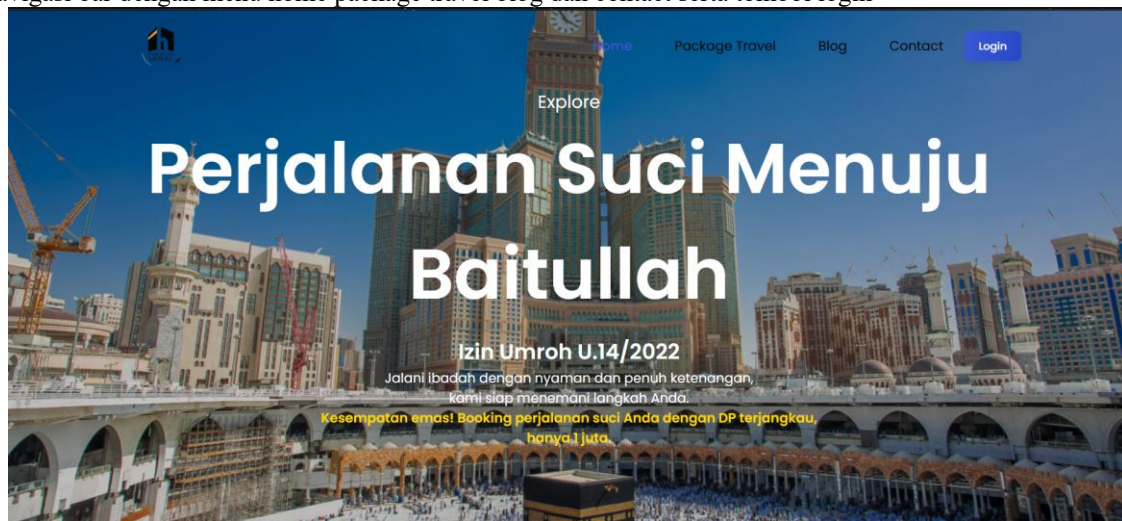 vigasi bar dengan menu home package travel blog dan contact serta tombol login
Home Package Travel Blog Contact Login
Explore
Perjalanan Suci Menuju
Baitullah
Izin Umroh U.14/2022
Jalani ibadah dengan nyaman dan penuh ketenangan,
kami siap menemani langkah Anda.
Kesempatan emas! Booking perjalanan suci Anda dengan DP terjangkau,
hanya 1 juta.